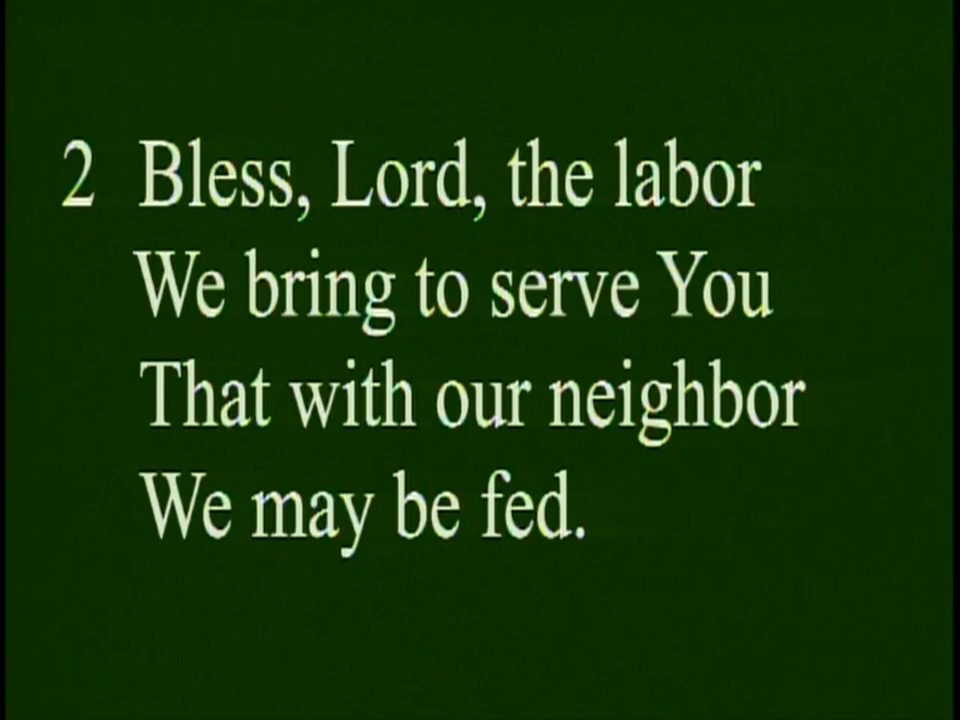 2 Bless, Lord, the labor
We bring to serve You
That with our neighbor
We may be fed.